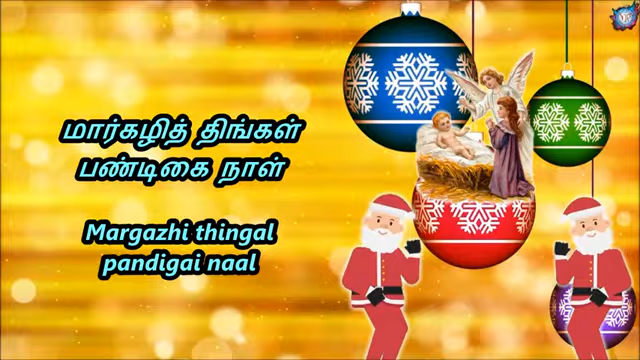 மார்கழித் திங்கள்
பண்டிகை நாள்
Margazhi thingal
pandigai naal